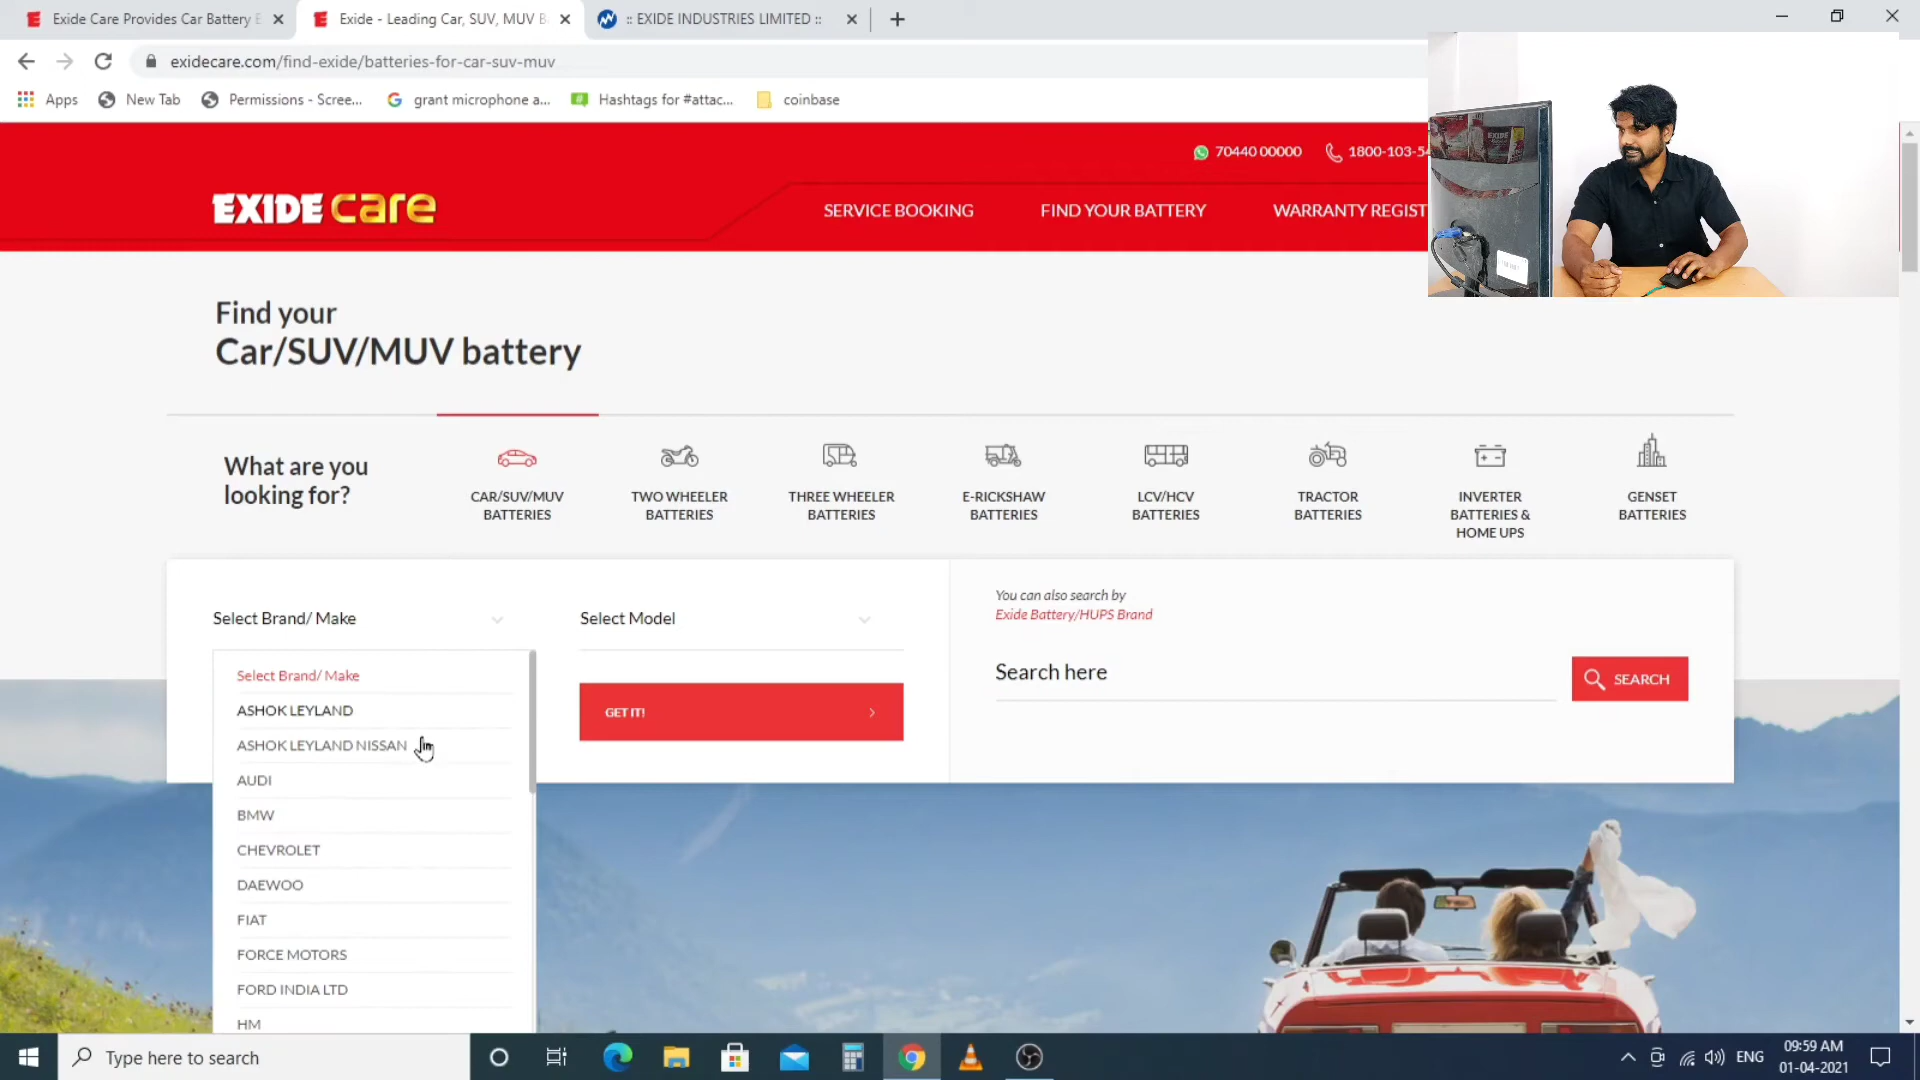 Exide Care Provides Car Battery E
Exide - Leading Car, SUV, MUV B
:: EXIDE INDUSTRIES LIMITED ::
exidecare.com/find-exide/batteries-for-car-suv-muv
Apps
New Tab
Permissions - Scree...
grant microphone a...
Hashtags for #attac...
coinbase
70440 00000
1800-103-54
EXIDE care
SERVICE BOOKING
FIND YOUR BATTERY
WARRANTY REGIST
EXIDE
Find your
Car/SUV/MUV battery
What are you
looking for?
CAR/SUV/MUV
BATTERIES
TWO WHEELER
BATTERIES
THREE WHEELER
BATTERIES
E-RICKSHAW
BATTERIES
LCV/HCV
BATTERIES
TRACTOR
BATTERIES
INVERTER
BATTERIES &
HOME UPS
GENSET
BATTERIES
Select Brand/ Make
Select Model
You can also search by
Exide Battery/HUPS Brand
Search here
SEARCH
GET IT!
Select Brand/ Make
ASHOK LEYLAND
ASHOK LEYLAND NISSAN
AUDI
BMW
CHEVROLET
DAEWOO
FIAT
FORCE MOTORS
FORD INDIA LTD
HM
Type here to search
ENG
09:59 AM
01-04-2021